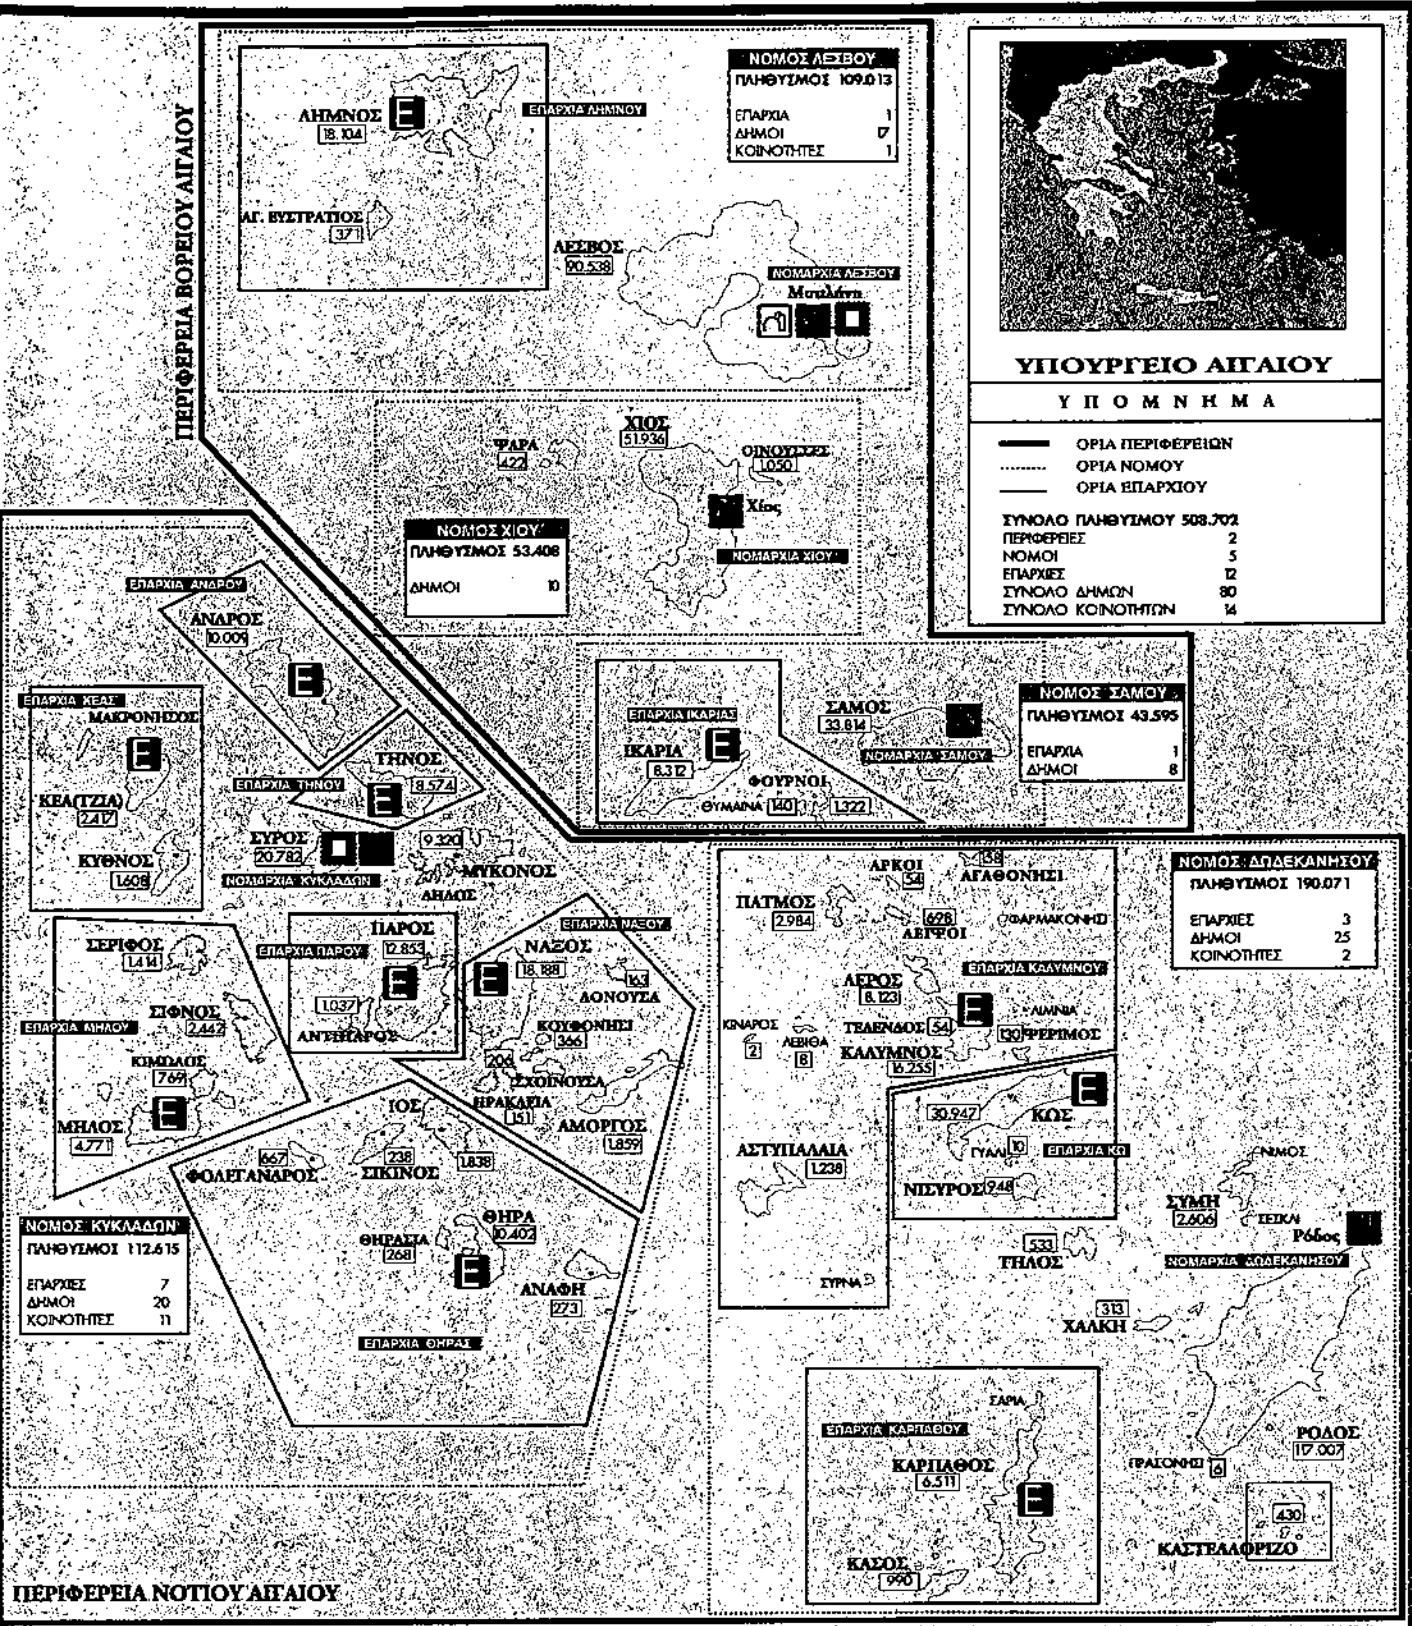 ΠΕΡΙΦΕΡΕΙΑ ΒΟΡΕΙΟΥ ΑΙΓΑΙΟΥ
ΛΗΜΝΟΣ
18.104
ΕΠΑΡΧΙΑ ΛΗΜΝΟΥ
ΑΓ. ΕΥΣΤΡΑΤΙΟΣ
371
ΝΟΜΟΣ ΛΕΣΒΟΥ
ΠΛΗΘΥΣΜΟΣ 109.013
ΕΠΑΡΧΙΑ 1
ΔΗΜΟΙ 17
ΚΟΙΝΟΤΗΤΕΣ 1
ΛΕΣΒΟΣ
90.538
ΝΟΜΑΡΧΙΑ ΛΕΣΒΟΥ
Μυτιλήνη
ΥΠΟΥΡΓΕΙΟ ΑΙΓΑΙΟΥ
ΥΠΟΜΝΗΜΑ
ΟΡΙΑ ΠΕΡΙΦΕΡΕΙΩΝ
ΟΡΙΑ ΝΟΜΟΥ
ΟΡΙΑ ΕΠΑΡΧΙΟΥ
ΣΥΝΟΛΟ ΠΛΗΘΥΣΜΟΥ 508.702
ΠΕΡΙΦΕΡΕΙΕΣ 2
ΝΟΜΟΙ 5
ΕΠΑΡΧΙΕΣ 12
ΣΥΝΟΛΟ ΔΗΜΩΝ 80
ΣΥΝΟΛΟ ΚΟΙΝΟΤΗΤΩΝ 14
ΨΑΡΑ
422
ΧΙΟΣ
51.936
ΟΙΝΟΥΣΣΕΣ
1.050
Χίος
ΝΟΜΑΡΧΙΑ ΧΙΟΥ
ΝΟΜΟΣ ΧΙΟΥ
ΠΛΗΘΥΣΜΟΣ 53.408
ΔΗΜΟΙ 10
ΕΠΑΡΧΙΑ ΙΚΑΡΙΑΣ
ΙΚΑΡΙΑ
8.312
Ε
ΦΟΥΡΝΟΙ
1.322
ΘΥΜΑΙΝΑ 140
ΣΑΜΟΣ
33.814
ΝΟΜΑΡΧΙΑ ΣΑΜΟΥ
ΝΟΜΟΣ ΣΑΜΟΥ
ΠΛΗΘΥΣΜΟΣ 43.595
ΕΠΑΡΧΙΑ 1
ΔΗΜΟΙ 8
ΕΠΑΡΧΙΑ ΑΝΔΡΟΥ
ΑΝΔΡΟΣ
10.009
Ε
ΕΠΑΡΧΙΑ ΚΕΑΣ
ΜΑΚΡΟΝΗΣΟΣ
Ε
ΚΕΑ(ΤΖΙΑ)
2.417
ΚΥΘΝΟΣ
1.608
ΤΗΝΟΣ
8.574
ΕΠΑΡΧΙΑ ΤΗΝΟΥ
Ε
ΣΥΡΟΣ
20.782
ΝΟΜΑΡΧΙΑ ΚΥΚΛΑΔΩΝ
9.320
ΜΥΚΟΝΟΣ
ΔΗΛΟΣ
ΣΕΡΙΦΟΣ
1.414
ΣΙΦΝΟΣ
2.442
ΕΠΑΡΧΙΑ ΜΗΛΟΥ
ΚΙΜΩΛΟΣ
769
ΜΗΛΟΣ
4.771
Ε
ΠΑΡΟΣ
12.853
ΕΠΑΡΧΙΑ ΠΑΡΟΥ
Ε
1.037
ΑΝΤΙΠΑΡΟΣ
ΕΠΑΡΧΙΑ ΝΑΞΟΥ
ΝΑΞΟΣ
18.188
Ε
163
ΔΟΝΟΥΣΑ
ΚΟΥΦΟΝΗΣΙ
366
206
ΣΧΟΙΝΟΥΣΑ
ΗΡΑΚΛΕΙΑ
151
ΑΜΟΡΓΟΣ
1.859
ΙΟΣ
1.838
238
ΣΙΚΙΝΟΣ
667
ΦΟΛΕΓΑΝΔΡΟΣ
ΘΗΡΑ
10.402
ΘΗΡΑΣΙΑ
268
Ε
ΑΝΑΦΗ
273
ΕΠΑΡΧΙΑ ΘΗΡΑΣ
ΝΟΜΟΣ ΚΥΚΛΑΔΩΝ
ΠΛΗΘΥΣΜΟΣ 112.615
ΕΠΑΡΧΙΕΣ 7
ΔΗΜΟΙ 20
ΚΟΙΝΟΤΗΤΕΣ 11
ΝΟΜΟΣ ΔΩΔΕΚΑΝΗΣΟΥ
ΠΛΗΘΥΣΜΟΣ 190.071
ΕΠΑΡΧΙΕΣ 3
ΔΗΜΟΙ 25
ΚΟΙΝΟΤΗΤΕΣ 2
ΠΑΤΜΟΣ
2.984
ΑΡΚΟΙ
54
ΑΓΑΘΟΝΗΣΙ
698
ΛΕΙΨΟΙ
ΦΑΡΜΑΚΟΝΗΣΙ
ΛΕΡΟΣ
8.123
ΕΠΑΡΧΙΑ ΚΑΛΥΜΝΟΥ
Ε
ΤΕΛΕΝΔΟΣ 54
ΚΑΛΥΜΝΟΣ
16.255
ΛΙΜΝΙΑ
130 ΨΕΡΙΜΟΣ
ΚΙΝΑΡΟΣ
2
ΛΕΒΙΘΑ
8
ΑΣΤΥΠΑΛΑΙΑ
1.238
ΣΥΡΝΑ
30.947
ΚΩΣ
Ε
ΓΥΑΛΙ 10
ΕΠΑΡΧΙΑ ΚΩ
ΝΙΣΥΡΟΣ 948
533
ΤΗΛΟΣ
ΝΙΜΟΣ
ΣΥΜΗ
2.606
ΣΕΣΚΛΙ
Ρόδος
ΝΟΜΑΡΧΙΑ ΔΩΔΕΚΑΝΗΣΟΥ
313
ΧΑΛΚΗ
ΡΟΔΟΣ
117.007
ΠΡΑΣΟΝΗΣΙ 6
430
ΚΑΣΤΕΛΛΟΡΙΖΟ
ΣΑΡΙΑ
ΕΠΑΡΧΙΑ ΚΑΡΠΑΘΟΥ
ΚΑΡΠΑΘΟΣ
6.511
Ε
ΚΑΣΟΣ
990
ΠΕΡΙΦΕΡΕΙΑ ΝΟΤΙΟΥ ΑΙΓΑΙΟΥ